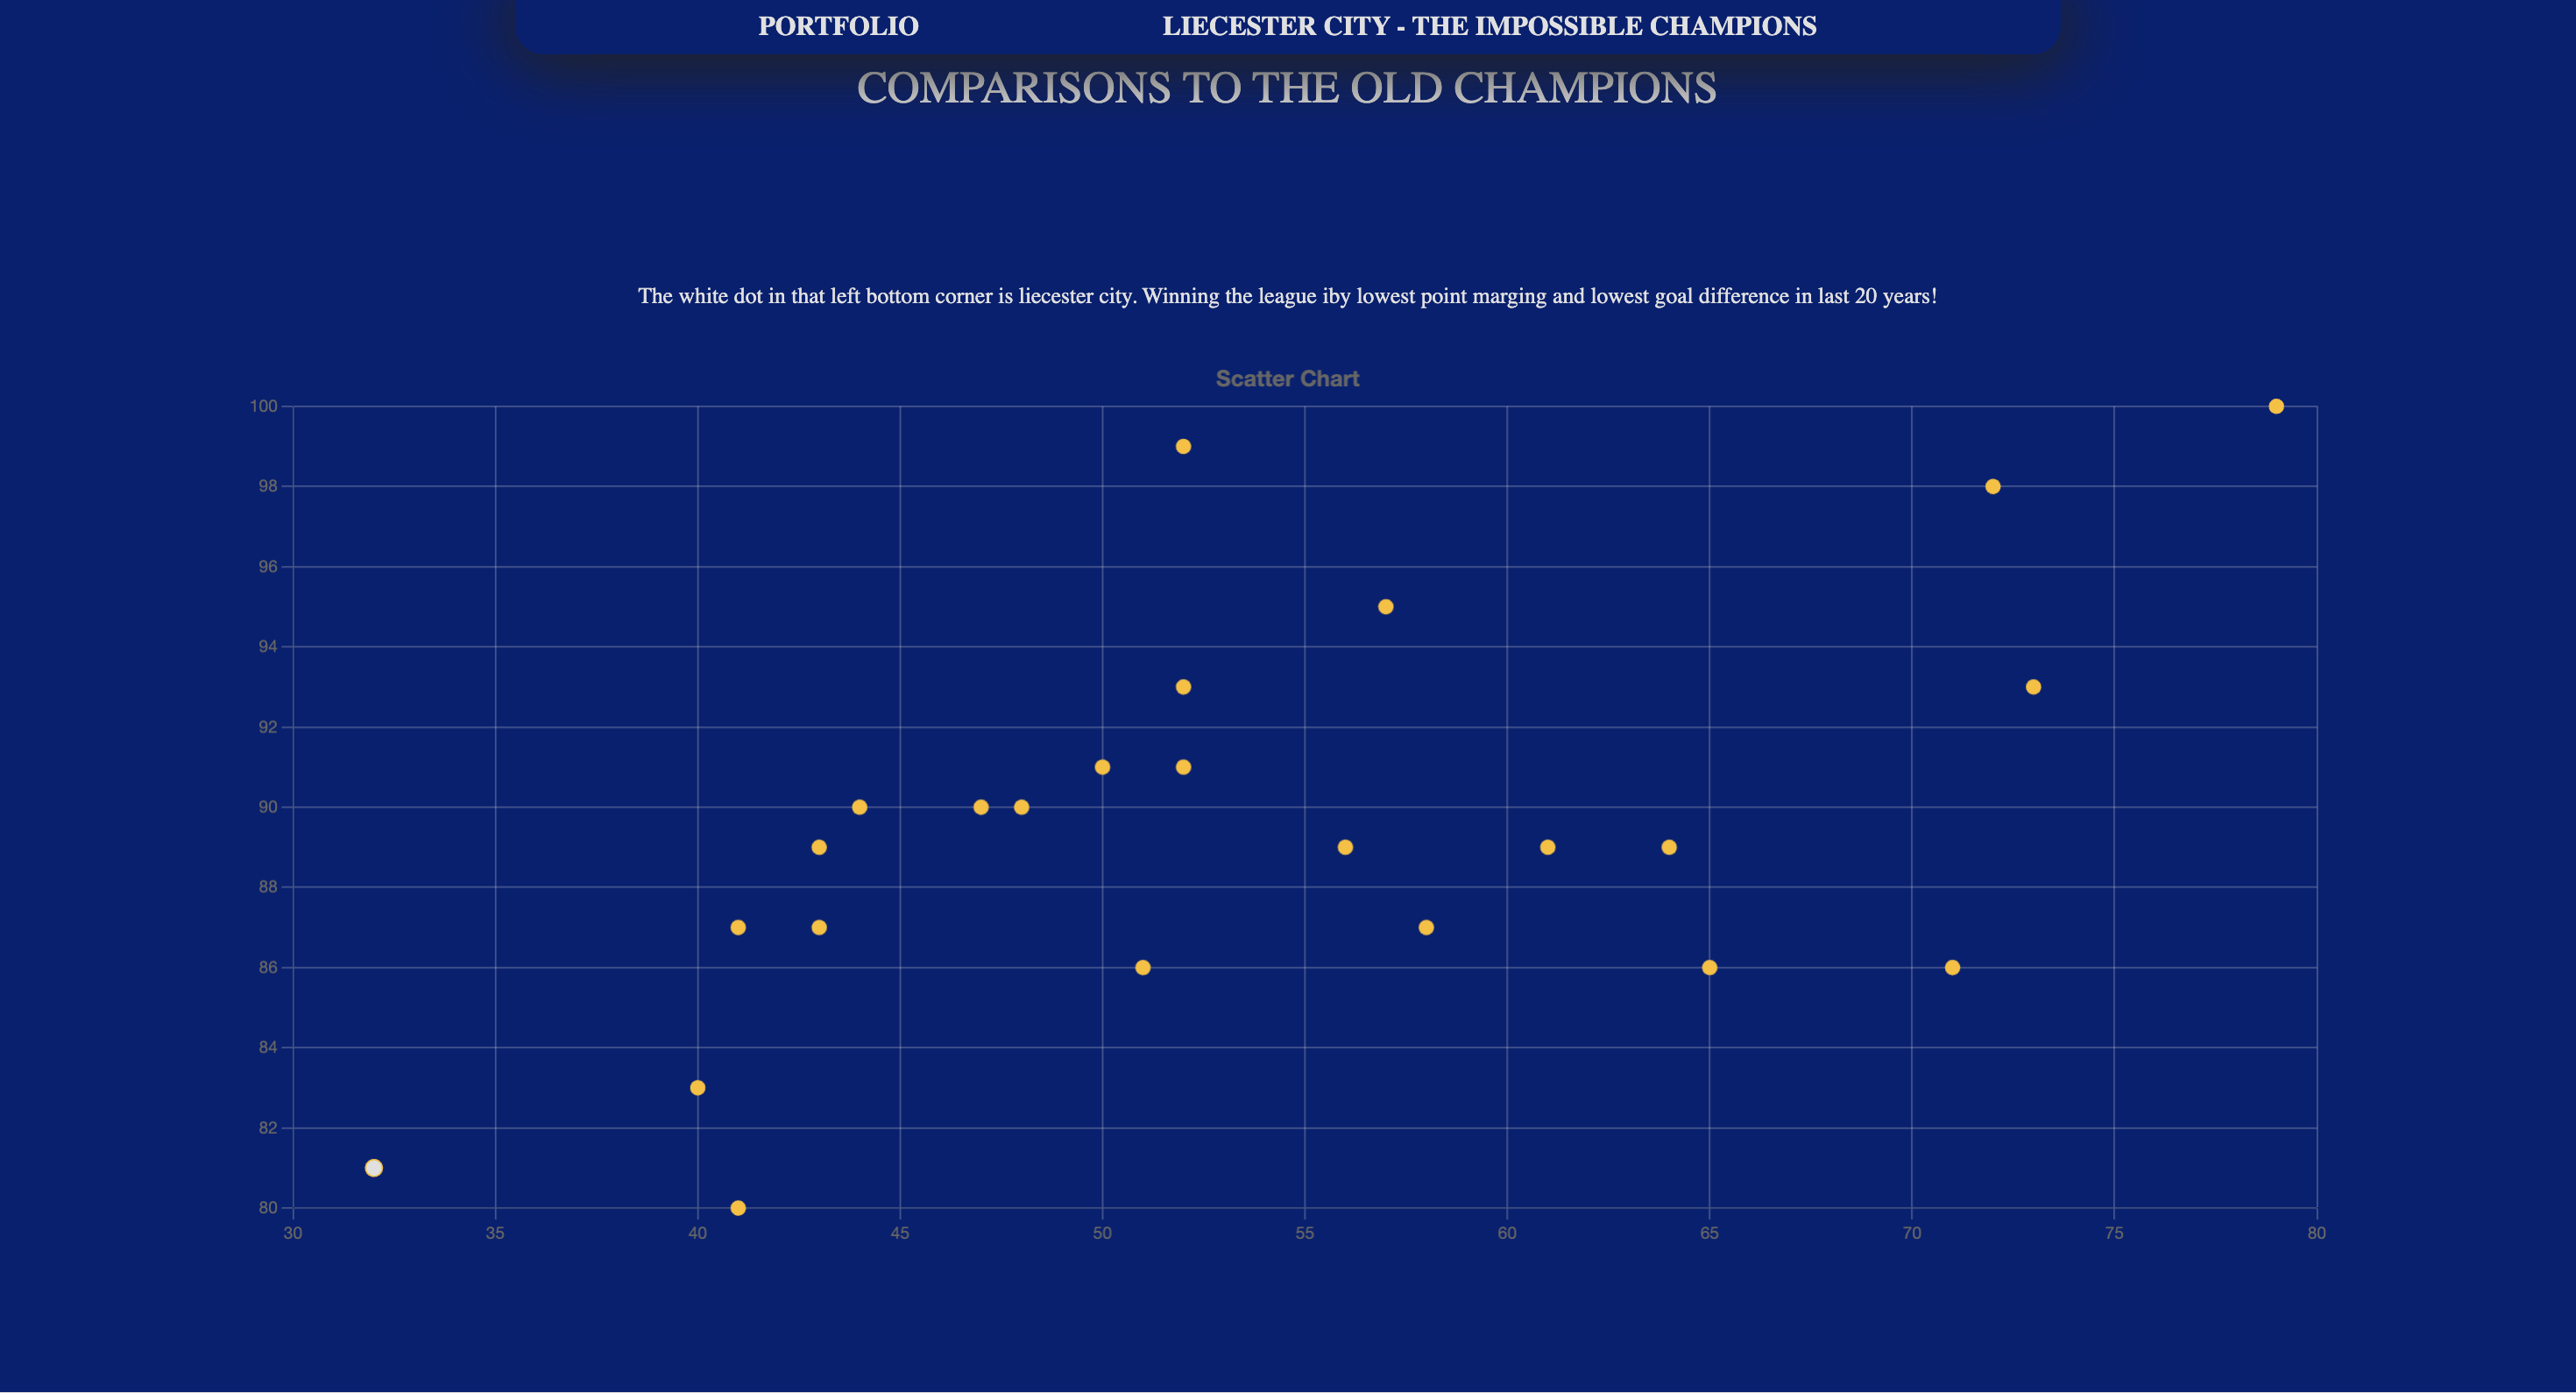 PORTFOLIO
LIECESTER CITY - THE IMPOSSIBLE CHAMPIONS
COMPARISONS TO THE OLD CHAMPIONS
The white dot in that left bottom corner is liecester city. Winning the league iby lowest point marging and lowest goal difference in last 20 years!
Scatter Chart
100
98
96
94
92
90
88
86
84
82
80
30 35 40 45 50 55 60 65 70 75 80